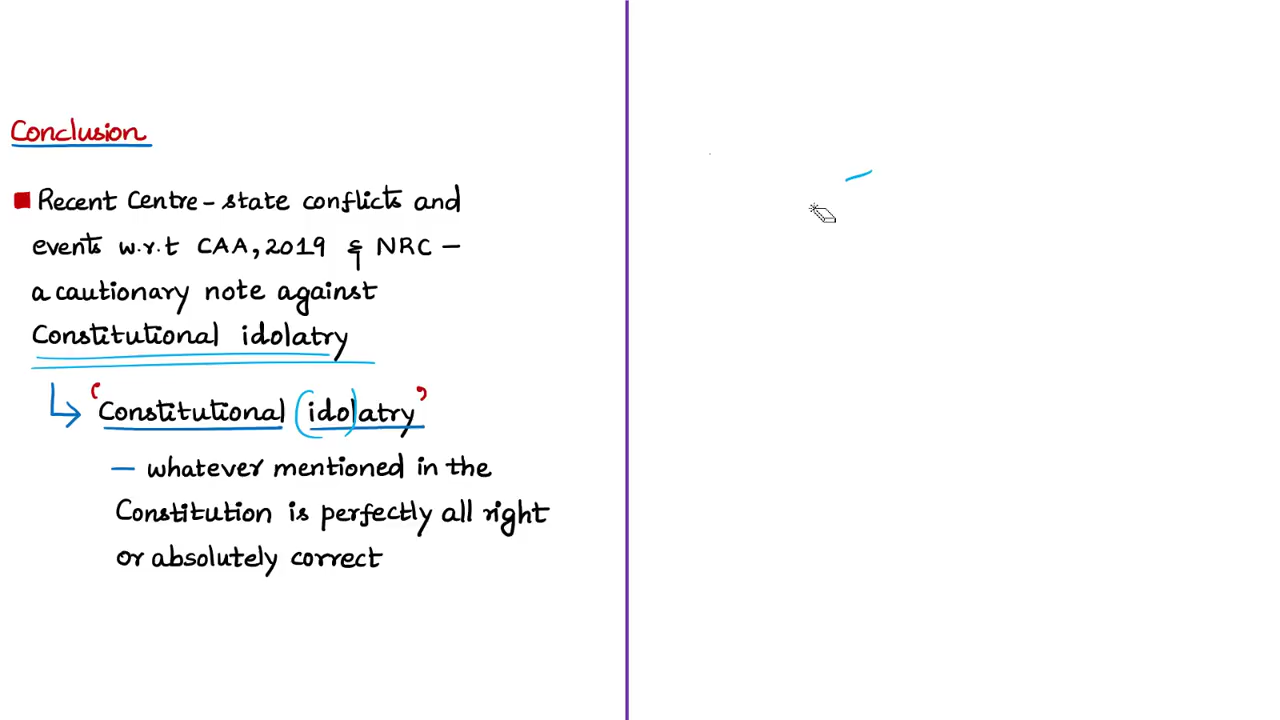 Conclusion
Recent Centre-state conflicts and
events w.r.t CAA, 2019 & NRC –
a cautionary note against
Constitutional idolatry
'Constitutional idolatry'
– whatever mentioned in the
Constitution is perfectly all right
or absolutely correct